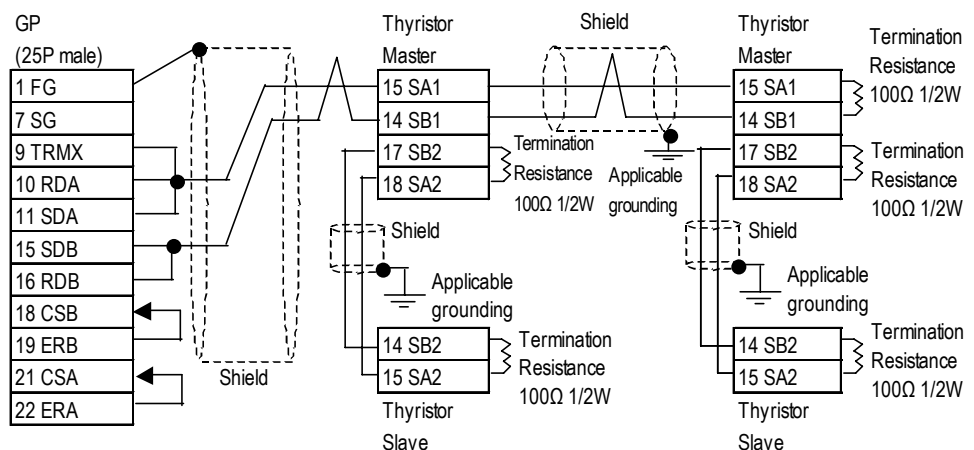 GP
(25P male)
1 FG
7 SG
9 TRMX
10 RDA
11 SDA
15 SDB
16 RDB
18 CSB
19 ERB
21 CSA
22 ERA
Shield
Thyristor
Master
15 SA1
14 SB1
17 SB2
18 SA2
Termination
Resistance
100Ω 1/2W
Shield
Applicable
grounding
14 SB2
15 SA2
Termination
Resistance
100Ω 1/2W
Thyristor
Slave
Shield
Applicable
grounding
Thyristor
Master
15 SA1
14 SB1
17 SB2
18 SA2
Termination
Resistance
100Ω 1/2W
Termination
Resistance
100Ω 1/2W
Shield
Applicable
grounding
14 SB2
15 SA2
Termination
Resistance
100Ω 1/2W
Thyristor
Slave